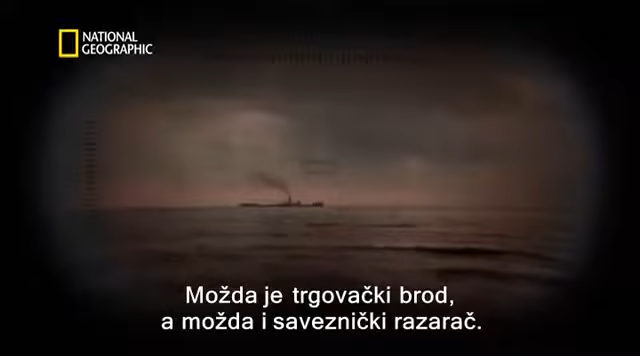 NATIONAL
GEOGRAPHIC
Možda je trgovački brod,
a možda i saveznički razarač.